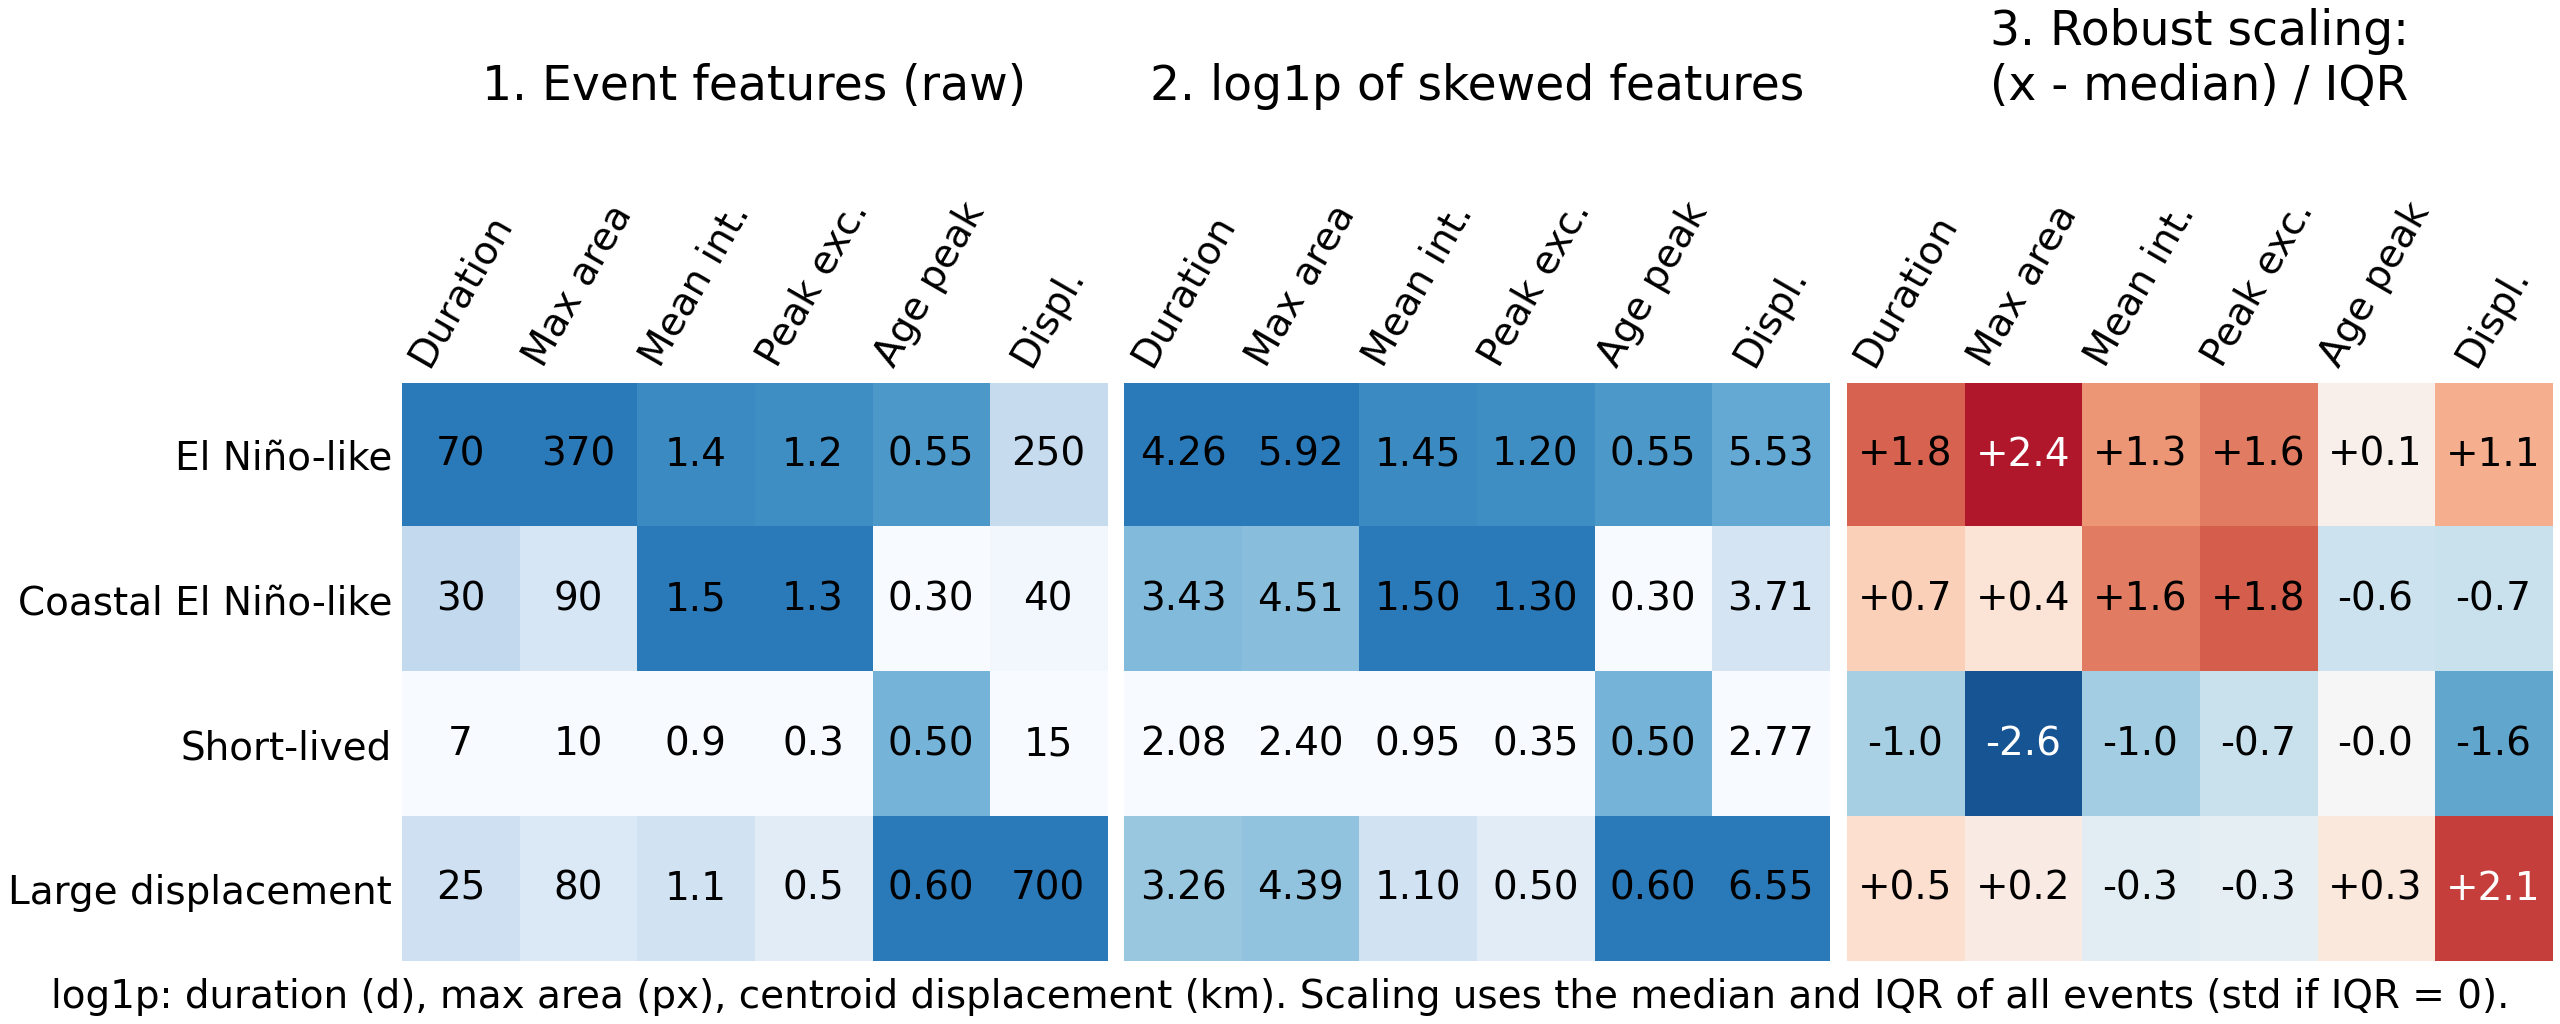 3. Robust scaling:
1. Event features (raw) 2. log1p of skewed features (x - median) / IQR
Duration Max area Mean int. Peak exc. Age peak Displ. Duration Max area Mean int. Peak exc. Age peak Displ. Duration Max area Mean int. Peak exc. Age peak Displ.
El Niño-like 70 370 1.4 1.2 0.55 250 4.26 5.92 1.45 1.20 0.55 5.53 +1.8 +2.4 +1.3 +1.6 +0.1 +1.1
Coastal El Niño-like 30 90 1.5 1.3 0.30 40 3.43 4.51 1.50 1.30 0.30 3.71 +0.7 +0.4 +1.6 +1.8 -0.6 -0.7
Short-lived 7 10 0.9 0.3 0.50 15 2.08 2.40 0.95 0.35 0.50 2.77 -1.0 -2.6 -1.0 -0.7 -0.0 -1.6
Large displacement 25 80 1.1 0.5 0.60 700 3.26 4.39 1.10 0.50 0.60 6.55 +0.5 +0.2 -0.3 -0.3 +0.3 +2.1
log1p: duration (d), max area (px), centroid displacement (km). Scaling uses the median and IQR of all events (std if IQR = 0).